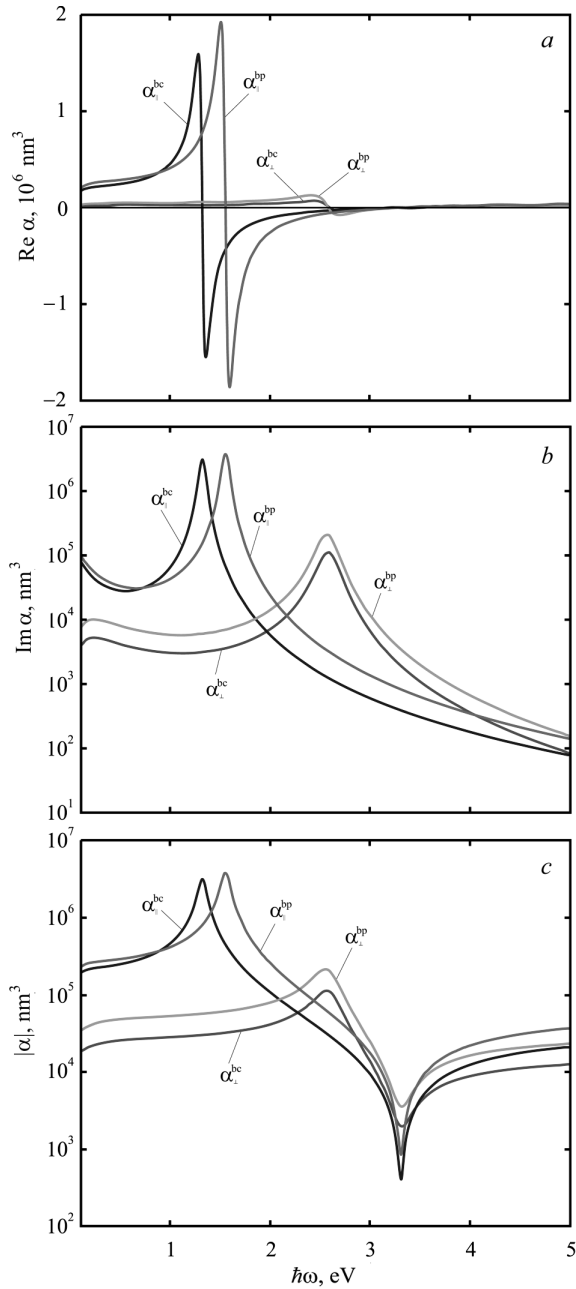 2
a
α∥bc
α∥bp
1
α⊥bc
α⊥bp
Re α, 10⁶ nm³
0
−1
−2
10⁷
b
10⁶
α∥bc
α∥bp
10⁵
α⊥bp
Im α, nm³
10⁴
α⊥bc
10³
10²
10¹
10⁷
c
α∥bc
α∥bp
10⁶
α⊥bp
10⁵
|α|, nm³
α⊥bc
10⁴
10³
10²
1 2 3 4 5
ℏω, eV